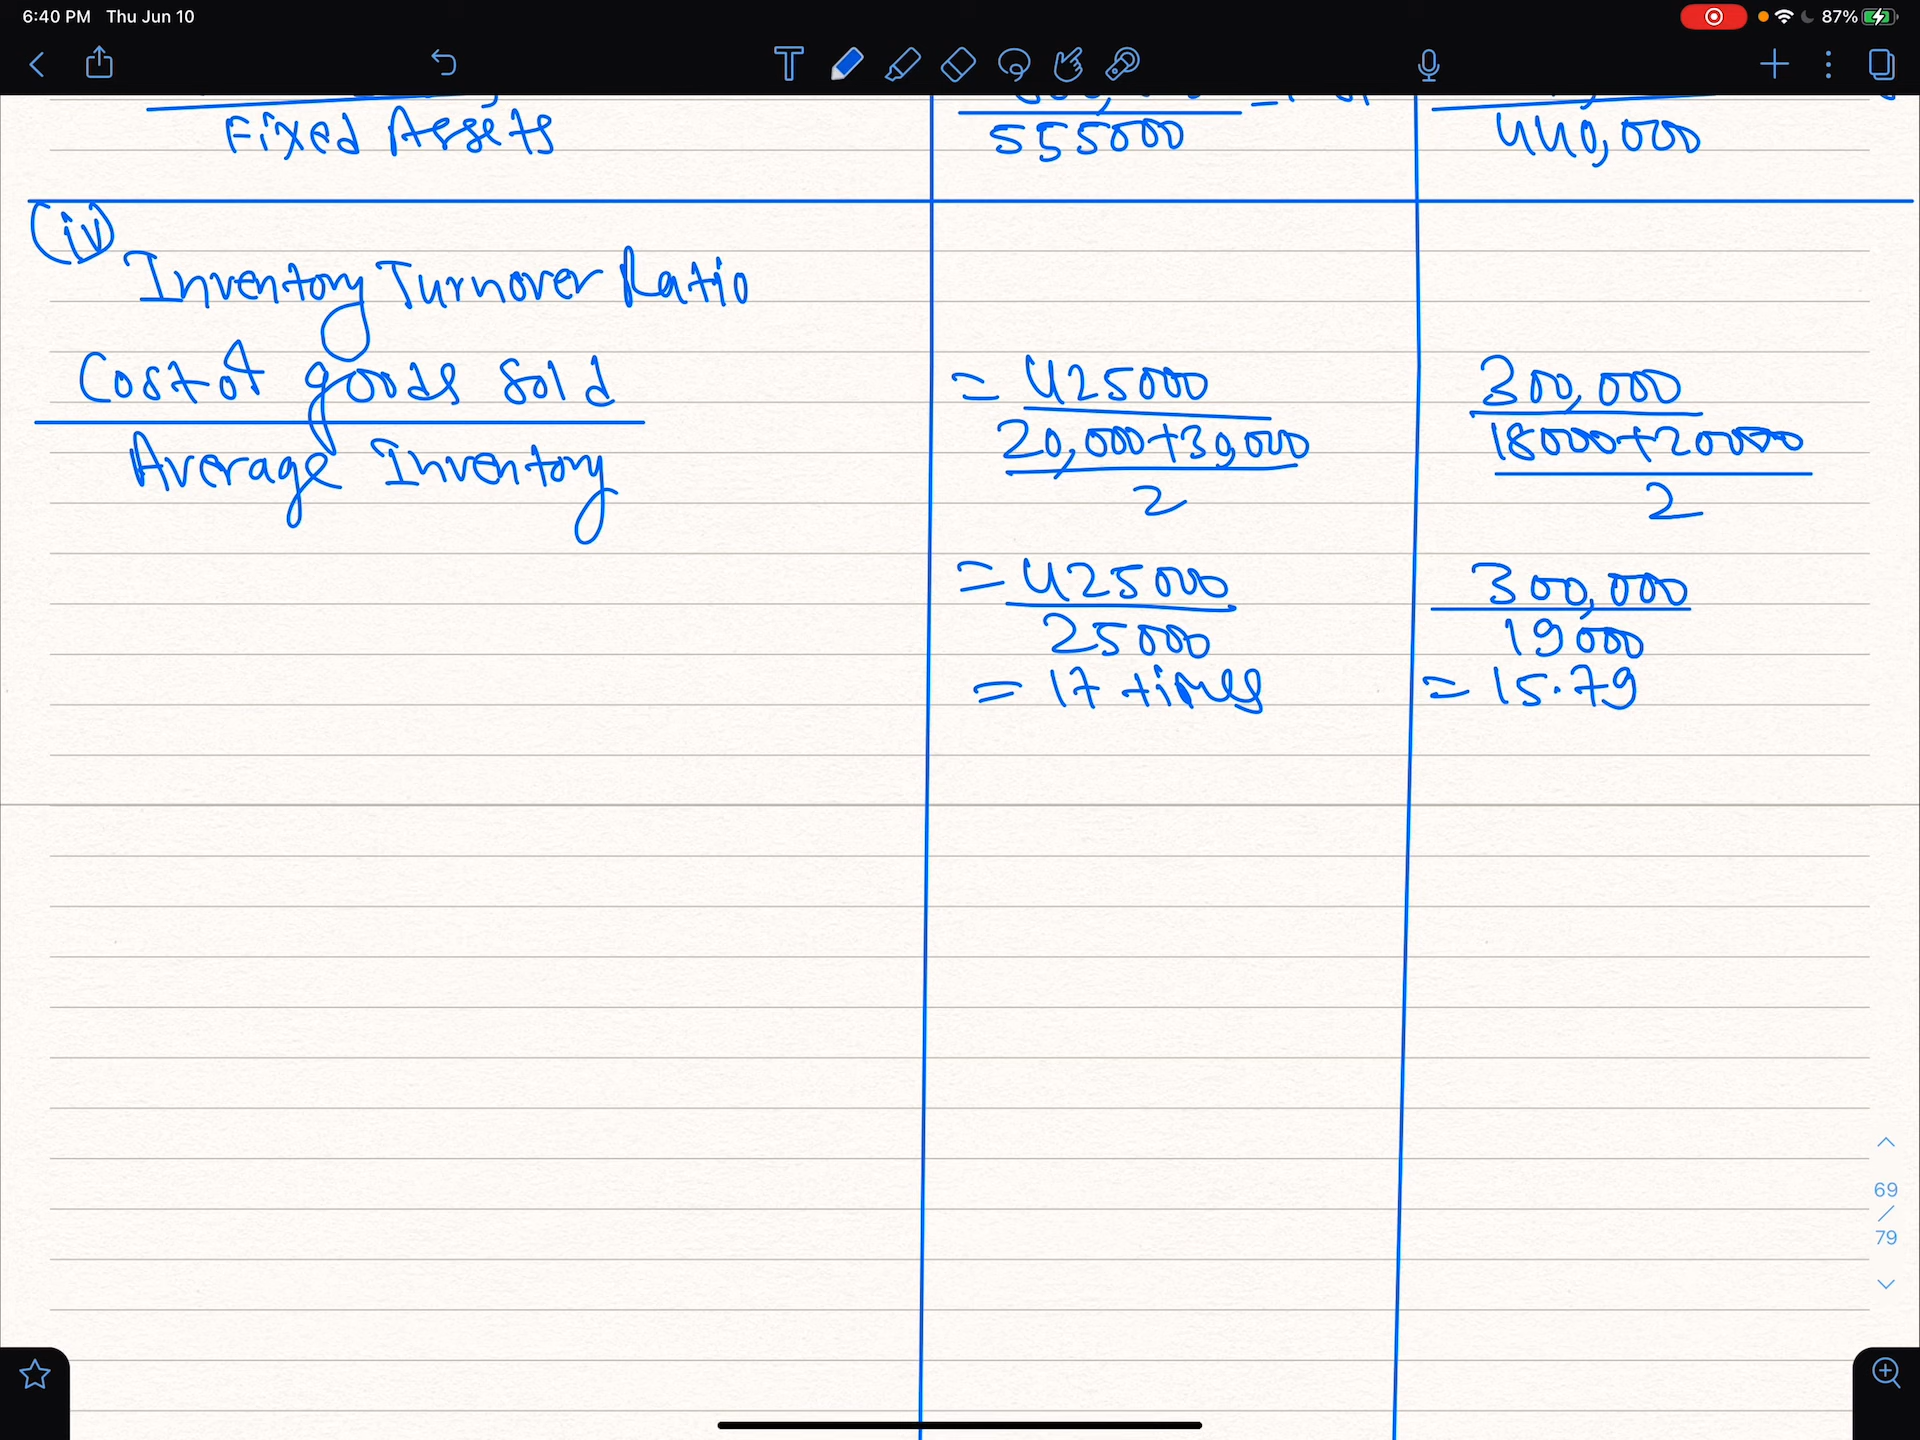 6:40 PM Thu Jun 10
87%
T
Fixed Assets
555000
440,000
(iv)
Inventory Turnover Ratio
Cost of goods sold
Average Inventory
= 425000
20,000+30,000
2
= 425000
25000
= 17 times
300,000
18000+20000
2
300,000
19000
= 15.79
69
/
79